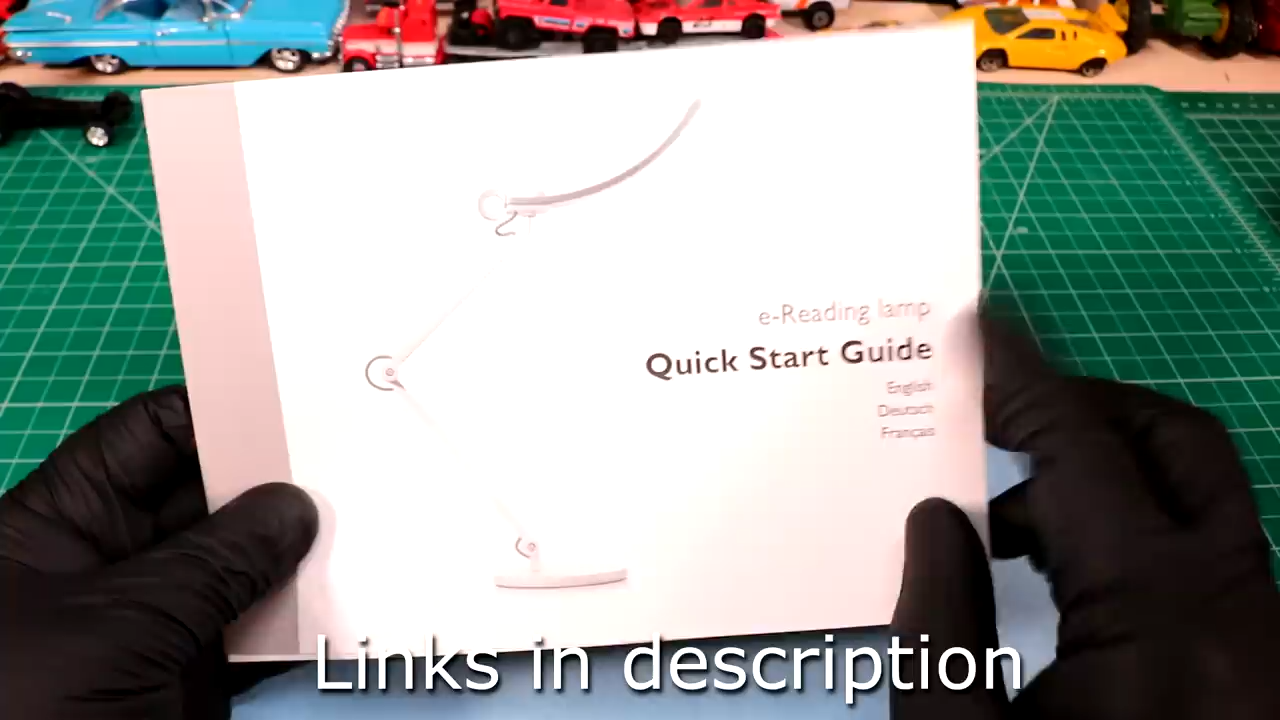 e-Reading lamp
Quick Start Guide
English
Deutsch
Français
Links in description